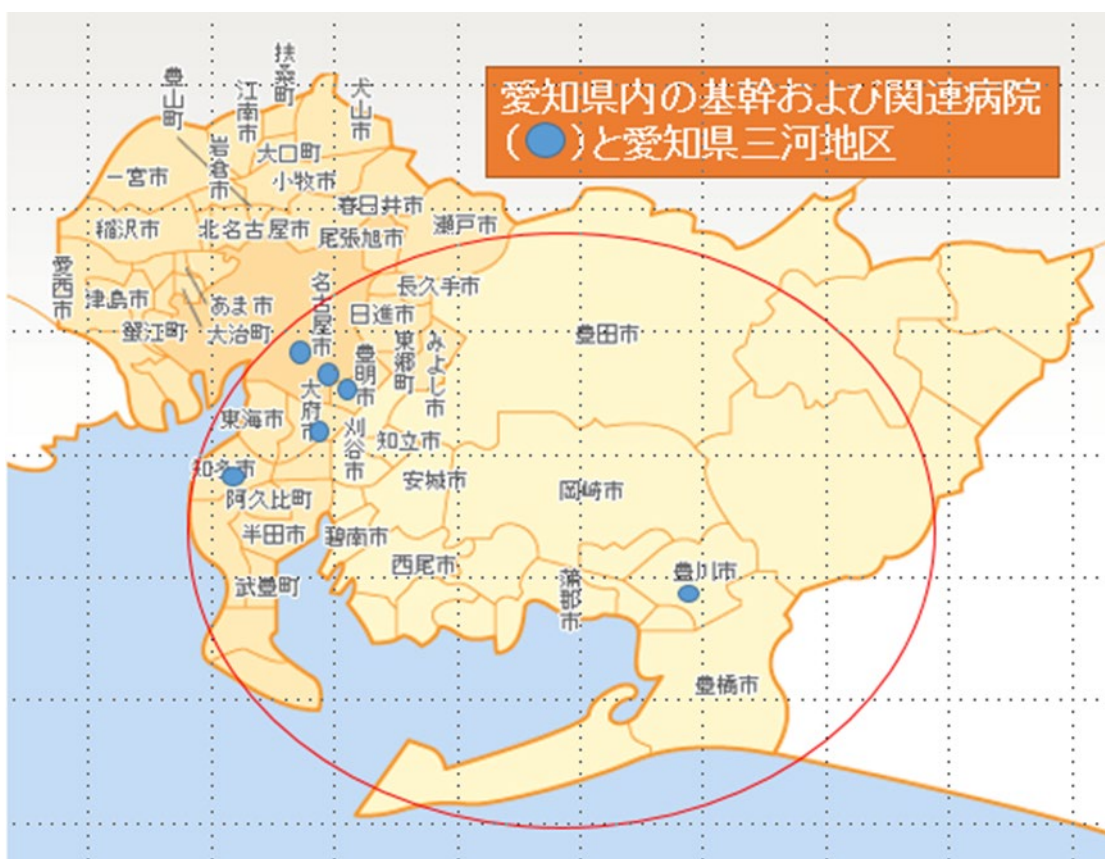 愛知県内の基幹および関連病院
(●)と愛知県三河地区
扶桑町
犬山市
江南市
豊山町
岩倉市
大口町
小牧市
一宮市
春日井市
稲沢市
北名古屋市
尾張旭市
瀬戸市
愛西市
津島市
あま市
名古屋市
長久手市
日進市
蟹江町
大治町
豊明市
東郷町
みよし市
豊田市
大府市
東海市
刈谷市
知立市
知多市
安城市
岡崎市
阿久比町
半田市
碧南市
西尾市
蒲郡市
豊川市
武豊町
豊橋市